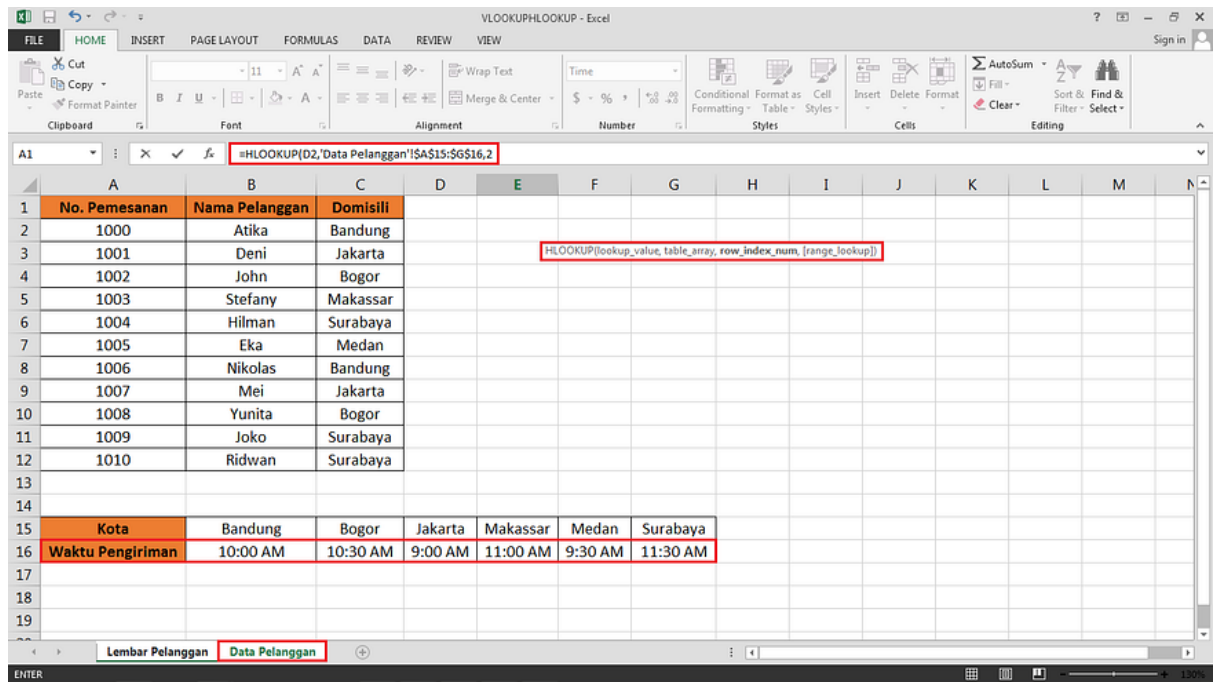 VLOOKUPHLOOKUP - Excel
FILE HOME INSERT PAGE LAYOUT FORMULAS DATA REVIEW VIEW Sign in
Paste
Cut
Copy
Format Painter
Clipboard
11
B I U
Font
Wrap Text
Merge & Center
Alignment
Time
$ % ,
Number
Conditional Formatting
Format as Table
Cell Styles
Styles
Insert Delete Format
Cells
AutoSum
Fill
Clear
Sort & Filter
Find & Select
Editing
A1 fx =HLOOKUP(D2,'Data Pelanggan'!$A$15:$G$16,2
A B C D E F G H I J K L M N
1 No. Pemesanan Nama Pelanggan Domisili
2 1000 Atika Bandung
3 1001 Deni Jakarta
HLOOKUP(lookup_value, table_array, row_index_num, [range_lookup])
4 1002 John Bogor
5 1003 Stefany Makassar
6 1004 Hilman Surabaya
7 1005 Eka Medan
8 1006 Nikolas Bandung
9 1007 Mei Jakarta
10 1008 Yunita Bogor
11 1009 Joko Surabaya
12 1010 Ridwan Surabaya
13
14
15 Kota Bandung Bogor Jakarta Makassar Medan Surabaya
16 Waktu Pengiriman 10:00 AM 10:30 AM 9:00 AM 11:00 AM 9:30 AM 11:30 AM
17
18
19
Lembar Pelanggan Data Pelanggan
ENTER 130%